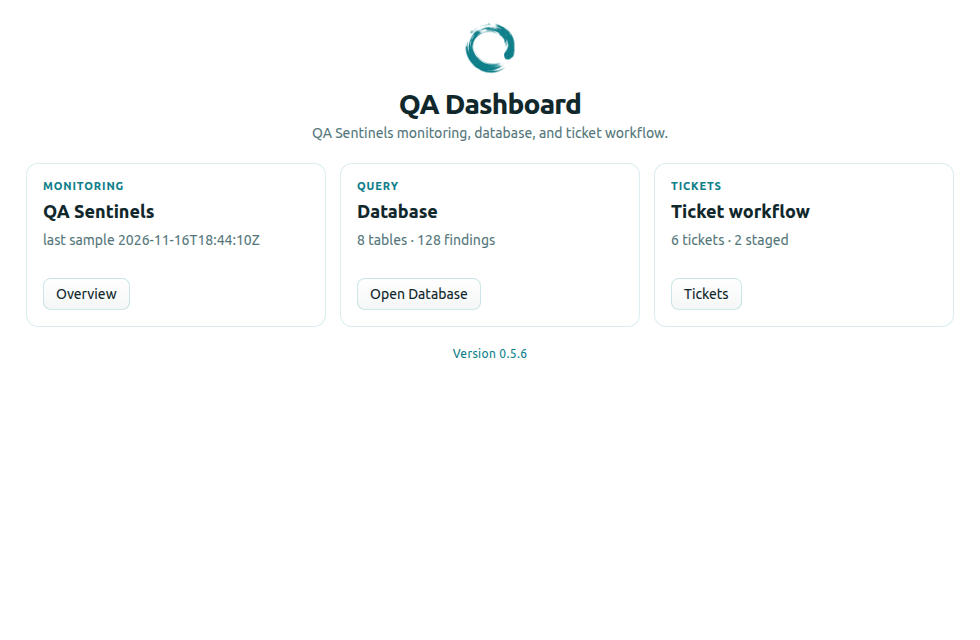 QA Dashboard
QA Sentinels monitoring, database, and ticket workflow.
MONITORING
QA Sentinels
last sample 2026-11-16T18:44:10Z
Overview
QUERY
Database
8 tables · 128 findings
Open Database
TICKETS
Ticket workflow
6 tickets · 2 staged
Tickets
Version 0.5.6